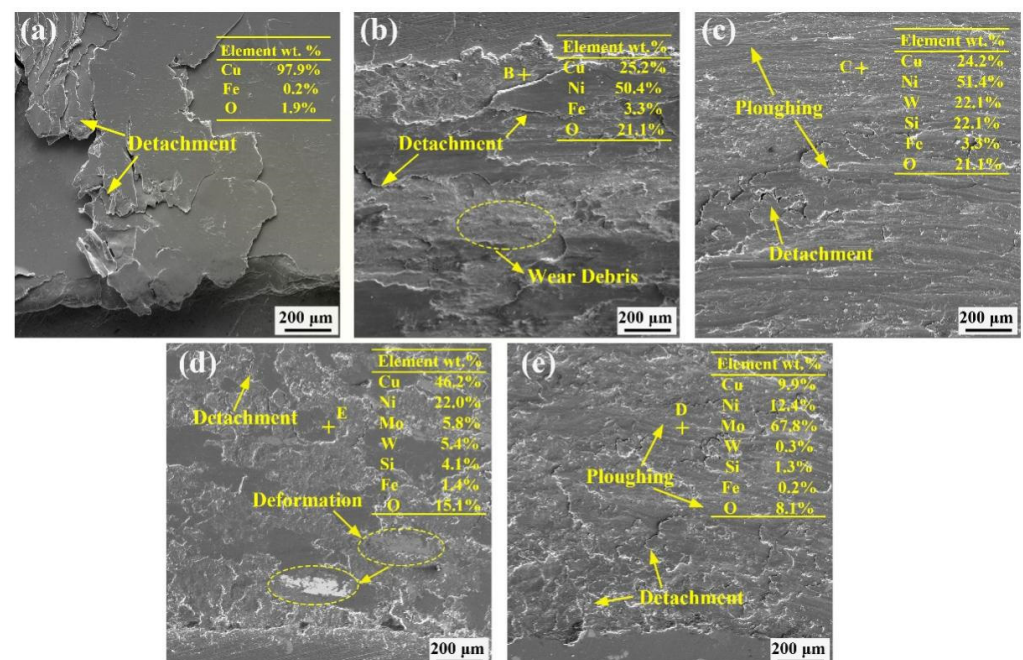 (a)
Element wt. %
Cu 97.9%
Fe 0.2%
O 1.9%
Detachment
200 μm
(b)
Element wt.%
Cu 25.2%
Ni 50.4%
Fe 3.3%
O 21.1%
B
Detachment
Wear Debris
200 μm
(c)
Element wt. %
Cu 24.2%
Ni 51.4%
W 22.1%
Si 22.1%
Fe 3.3%
O 21.1%
C
Ploughing
Detachment
200 μm
(d)
Element wt.%
Cu 46.2%
Ni 22.0%
Mo 5.8%
W 5.4%
Si 4.1%
Fe 1.4%
O 15.1%
E
Detachment
Deformation
200 μm
(e)
Element wt.%
Cu 9.9%
Ni 12.4%
Mo 67.8%
W 0.3%
Si 1.3%
Fe 0.2%
O 8.1%
D
Ploughing
Detachment
200 μm